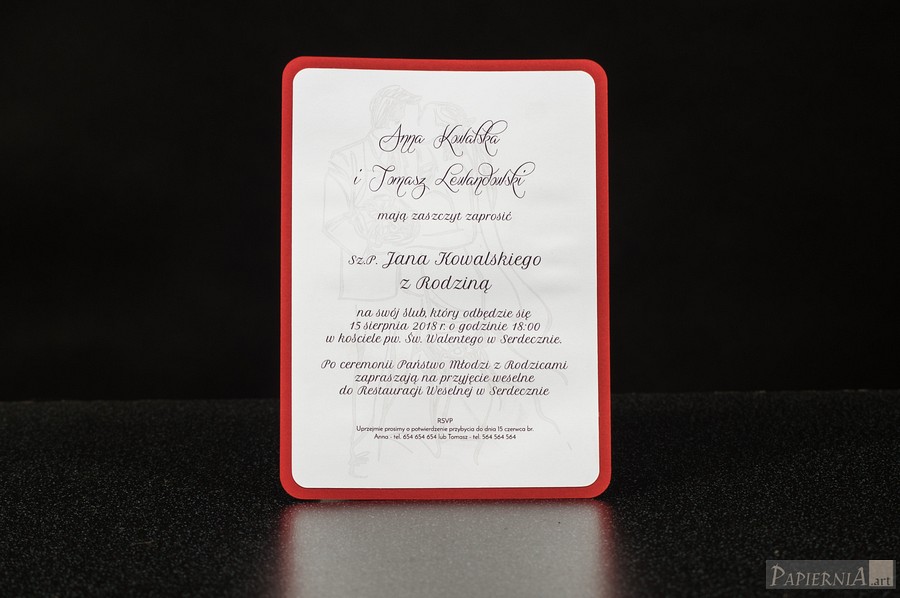 Anna Kowalska
i Tomasz Lewandowski
mają zaszczyt zaprosić
Sz.P. Jana Kowalskiego
z Rodziną
na swój ślub, który odbędzie się
15 sierpnia 2018 r. o godzinie 18:00
w kościele pw. Św. Walentego w Serdecznie.
Po ceremonii Państwo Młodzi z Rodzicami
zapraszają na przyjęcie weselne
do Restauracji Weselnej w Serdecznie
RSVP
Uprzejmie prosimy o potwierdzenie przybycia do dnia 15 czerwca br.
Anna - tel. 654 654 654 lub Tomasz - tel. 564 564 564
PAPIERNIA.art